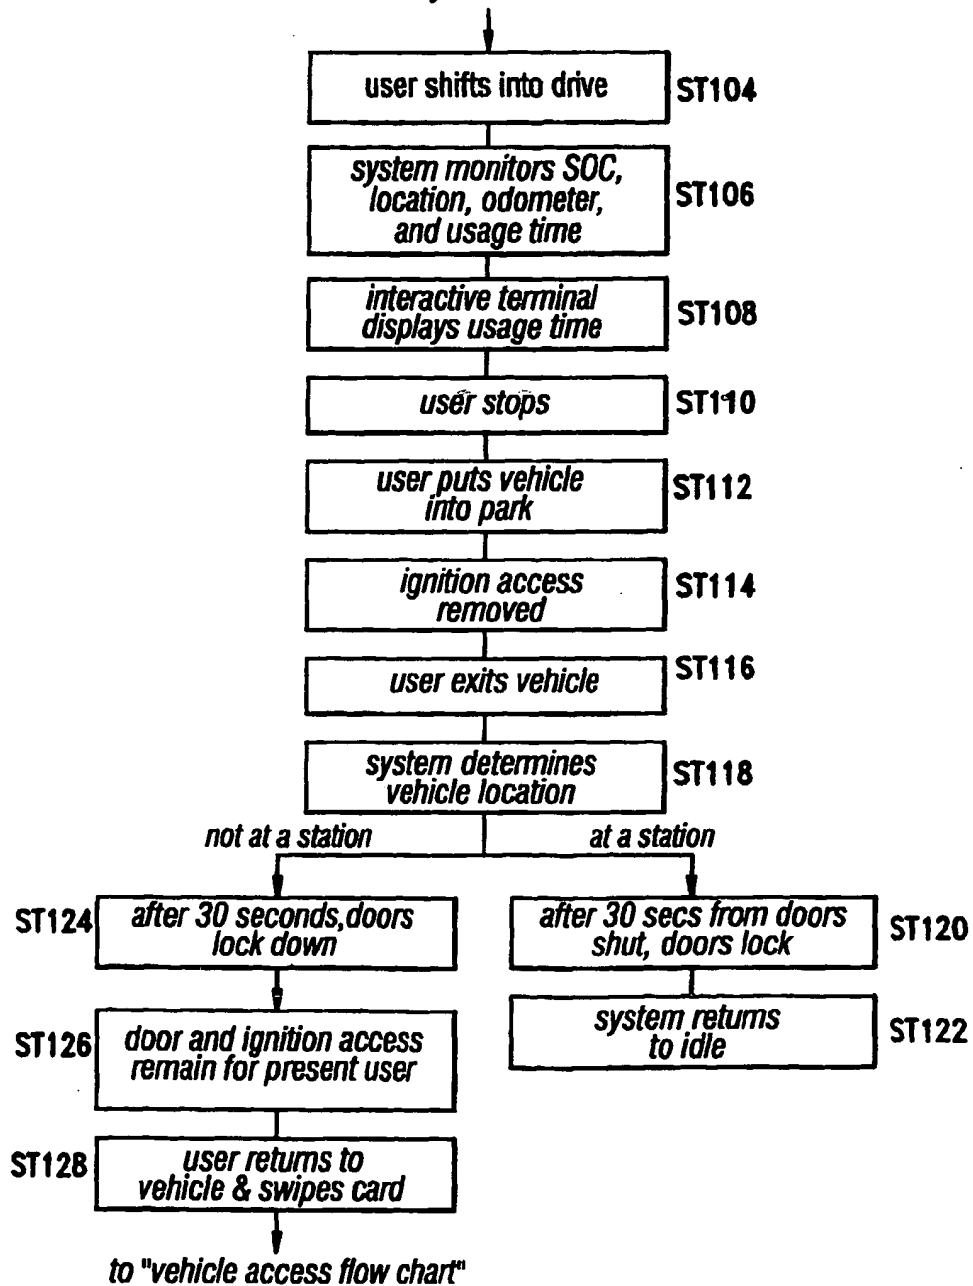 user shifts into drive
ST104
system monitors SOC,
location, odometer,
and usage time
ST106
interactive terminal
displays usage time
ST108
user stops
ST110
user puts vehicle
into park
ST112
ignition access
removed
ST114
user exits vehicle
ST116
system determines
vehicle location
ST118
not at a station
at a station
ST124
after 30 seconds,doors
lock down
after 30 secs from doors
shut, doors lock
ST120
ST126
door and ignition access
remain for present user
system returns
to idle
ST122
ST128
user returns to
vehicle & swipes card
to "vehicle access flow chart"